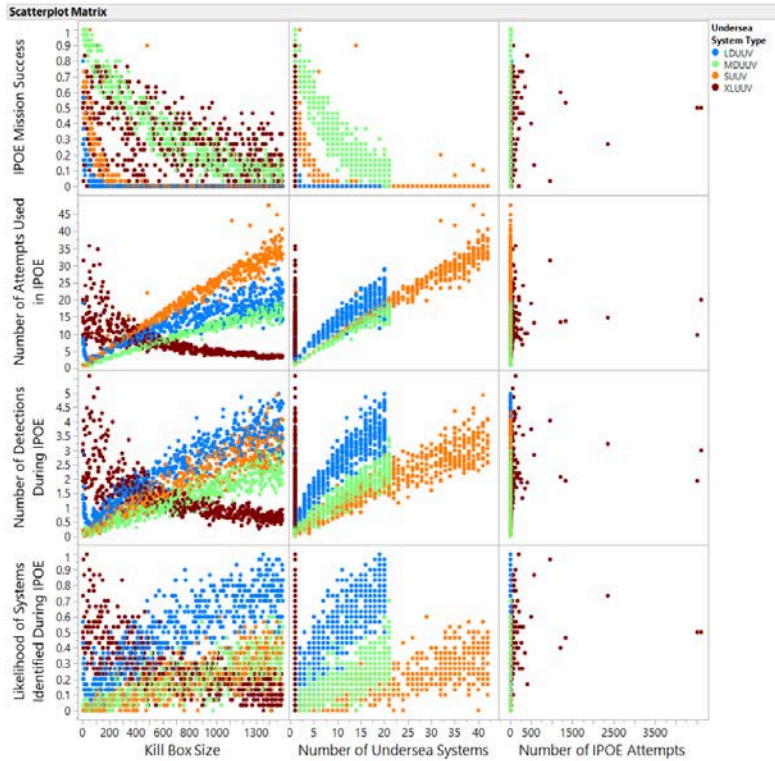 Scatterplot Matrix
Undersea
System Type
LDUUV
MDUUV
SUUV
XLUUV
IPOE Mission Success
1
0.9
0.8
0.7
0.6
0.5
0.4
0.3
0.2
0.1
0
Number of Attempts Used
in IPOE
45
40
35
30
25
20
15
10
5
0
Number of Detections
During IPOE
5
4.5
4
3.5
3
2.5
2
1.5
1
0.5
0
Likelihood of Systems
Identified During IPOE
1
0.9
0.8
0.7
0.6
0.5
0.4
0.3
0.2
0.1
0
0 200 400 600 800 1000 1300
5 10 15 20 25 30 35 40
0 500 1500 2500 3500
Kill Box Size
Number of Undersea Systems
Number of IPOE Attempts